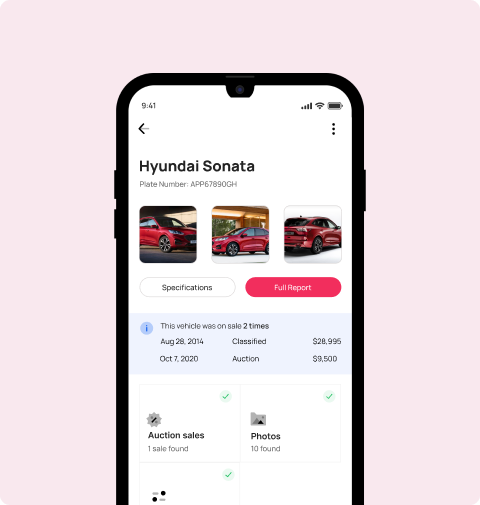 9:41
Hyundai Sonata
Plate Number: APP67890GH
Specifications
Full Report
This vehicle was on sale 2 times
Aug 28, 2014 Classified $28,995
Oct 7, 2020 Auction $9,500
Auction sales
1 sale found
Photos
10 found